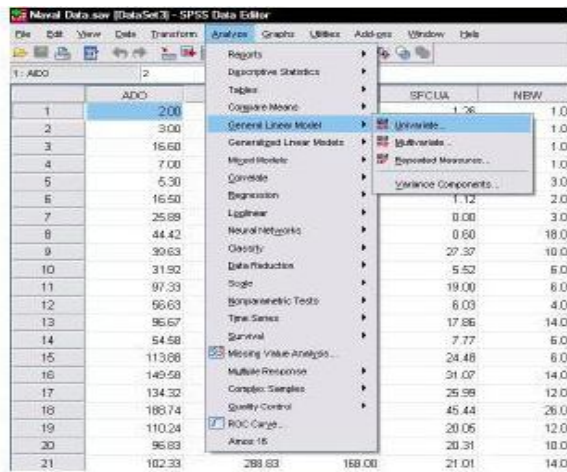 Naval Data.sav [DataSet3] - SPSS Data Editor
File Edit View Data Transform Analyze Graphs Utilities Add-ons Window Help
1 : ADO 2
ADO SFCUA NBW
1 2.00 1.26 1.0
2 3.00 1.0
3 16.60 1.0
4 7.00 1.0
5 5.30 3.0
6 16.50 1.12 2.0
7 25.89 0.00 3.0
8 44.42 0.60 18.0
9 39.63 27.37 10.0
10 31.92 5.52 6.0
11 97.33 19.00 6.0
12 56.63 6.03 4.0
13 96.67 17.86 14.0
14 54.58 7.77 6.0
15 113.88 24.48 6.0
16 149.58 31.07 14.0
17 134.32 25.99 12.0
18 188.74 45.44 26.0
19 110.24 20.05 12.0
20 96.83 20.31 10.0
21 102.33 288.83 168.00 21.01 14.0
Reports
Descriptive Statistics
Tables
Compare Means
General Linear Model
Generalized Linear Models
Mixed Models
Correlate
Regression
Loglinear
Neural Networks
Classify
Data Reduction
Scale
Nonparametric Tests
Time Series
Survival
Missing Value Analysis...
Multiple Response
Complex Samples
Quality Control
ROC Curve...
Amos 16
Univariate...
Multivariate...
Repeated Measures...
Variance Components...